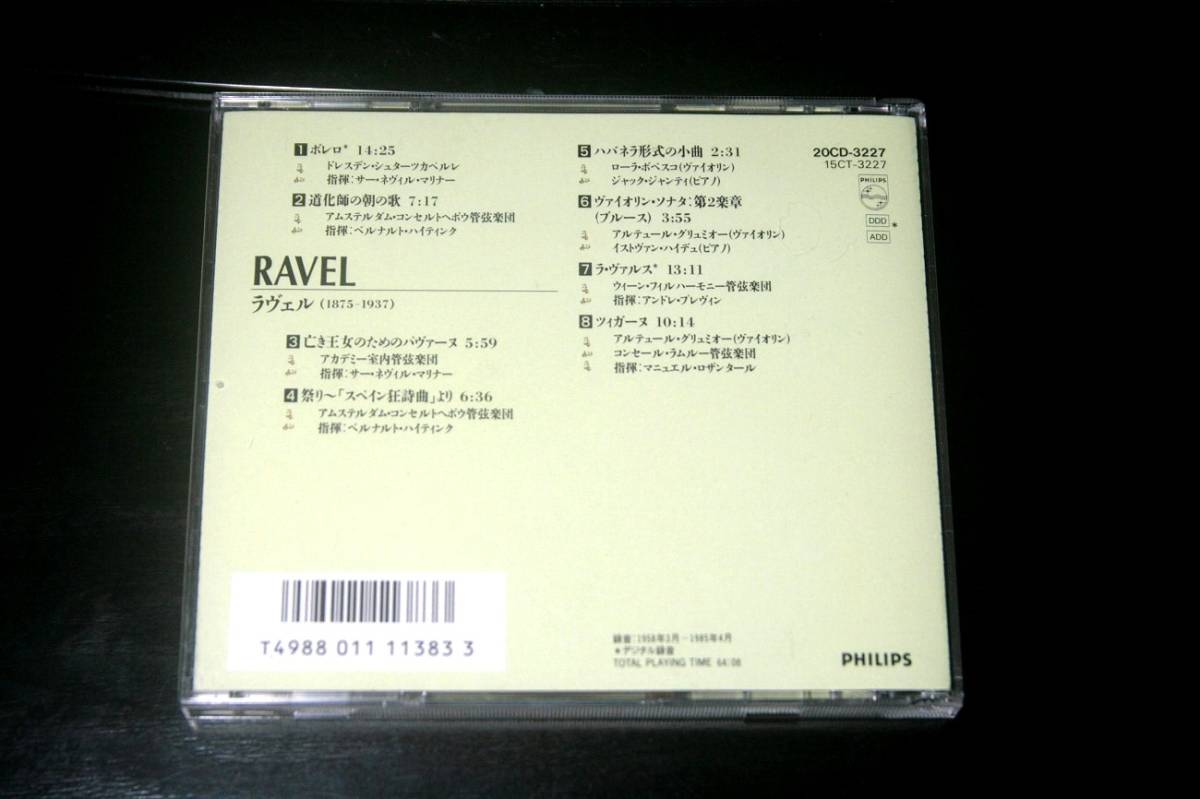 1 ボレロ* 14:25
ドレスデン・シュターツカペルレ
指揮:サー・ネヴィル・マリナー
2 道化師の朝の歌 7:17
アムステルダム・コンセルトヘボウ管弦楽団
指揮:ベルナルト・ハイティンク
RAVEL
ラヴェル (1875-1937)
3 亡き王女のためのパヴァーヌ 5:59
アカデミー室内管弦楽団
指揮:サー・ネヴィル・マリナー
4 祭り〜「スペイン狂詩曲」より 6:36
アムステルダム・コンセルトヘボウ管弦楽団
指揮:ベルナルト・ハイティンク
5 ハバネラ形式の小曲 2:31
ローラ・ボベスコ(ヴァイオリン)
ジャック・ジャンティ(ピアノ)
6 ヴァイオリン・ソナタ:第2楽章
(ブルース) 3:55
アルテュール・グリュミオー(ヴァイオリン)
イストヴァン・ハイデュ(ピアノ)
7 ラ・ヴァルス* 13:11
ウィーン・フィルハーモニー管弦楽団
指揮:アンドレ・プレヴィン
8 ツィガーヌ 10:14
アルテュール・グリュミオー(ヴァイオリン)
コンセール・ラムルー管弦楽団
指揮:マニュエル・ロザンタール
20CD-3227
15CT-3227
PHILIPS
DDD *
ADD
T4988 011 11383 3
録音:1958年3月-1985年4月
*デジタル録音
TOTAL PLAYING TIME 64:08
PHILIPS